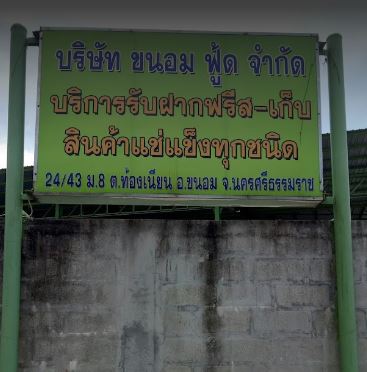 บริษัท ขนอม ฟู้ด จำกัด
บริการรับฝากฟรีส-เก็บ
สินค้าแช่แข็งทุกชนิด
24/43 ม.8 ต.ท้องเนียน อ.ขนอม จ.นครศรีธรรมราช